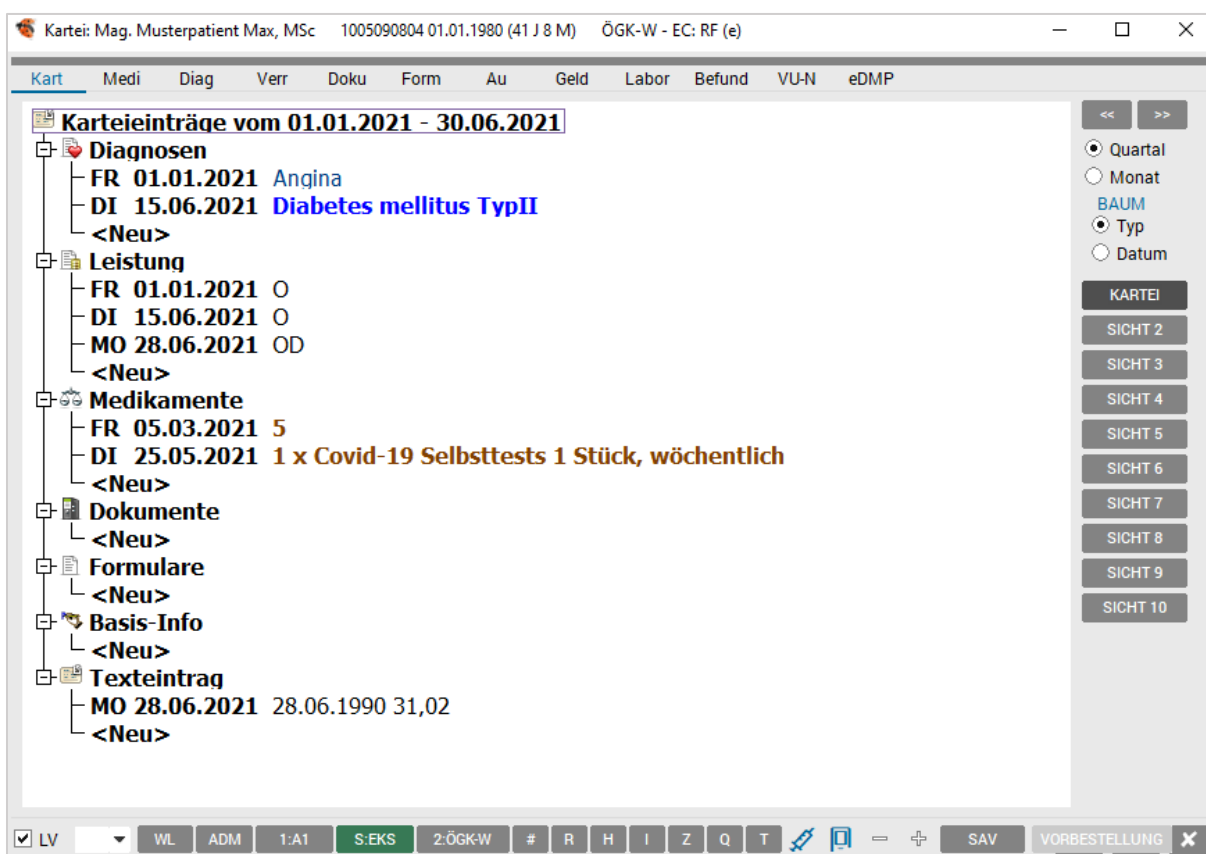 Kartei: Mag. Musterpatient Max, MSc 1005090804 01.01.1980 (41 J 8 M) ÖGK-W - EC: RF (e)
Kart Medi Diag Verr Doku Form Au Geld Labor Befund VU-N eDMP
Karteieinträge vom 01.01.2021 - 30.06.2021
Diagnosen
FR 01.01.2021 Angina
DI 15.06.2021 Diabetes mellitus TypII
<Neu>
Leistung
FR 01.01.2021 O
DI 15.06.2021 O
MO 28.06.2021 OD
<Neu>
Medikamente
FR 05.03.2021 5
DI 25.05.2021 1 x Covid-19 Selbsttests 1 Stück, wöchentlich
<Neu>
Dokumente
<Neu>
Formulare
<Neu>
Basis-Info
<Neu>
Texteintrag
MO 28.06.2021 28.06.1990 31,02
<Neu>
<< >>
Quartal
Monat
BAUM
Typ
Datum
KARTEI
SICHT 2
SICHT 3
SICHT 4
SICHT 5
SICHT 6
SICHT 7
SICHT 8
SICHT 9
SICHT 10
LV WL ADM 1:A1 S:EKS 2:ÖGK-W # R H I Z Q T SAV VORBESTELLUNG